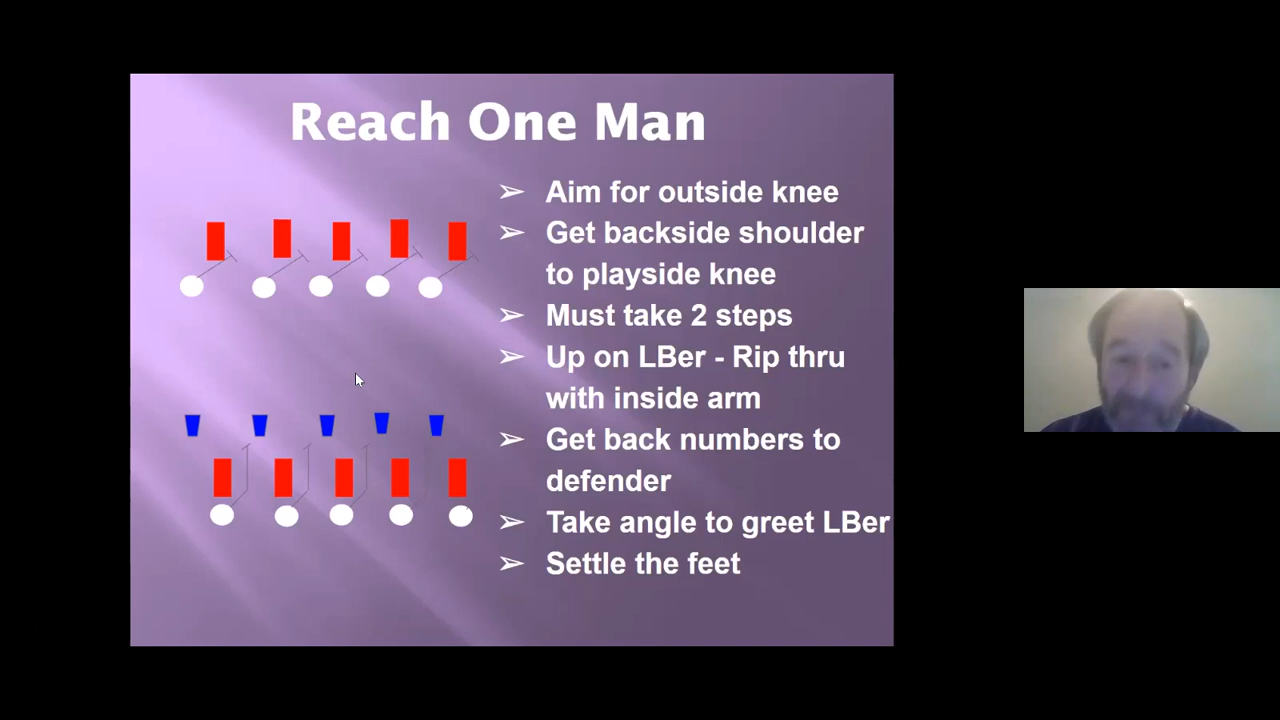 Reach One Man
➢ Aim for outside knee
➢ Get backside shoulder
to playside knee
➢ Must take 2 steps
➢ Up on LBer - Rip thru
with inside arm
➢ Get back numbers to
defender
➢ Take angle to greet LBer
➢ Settle the feet